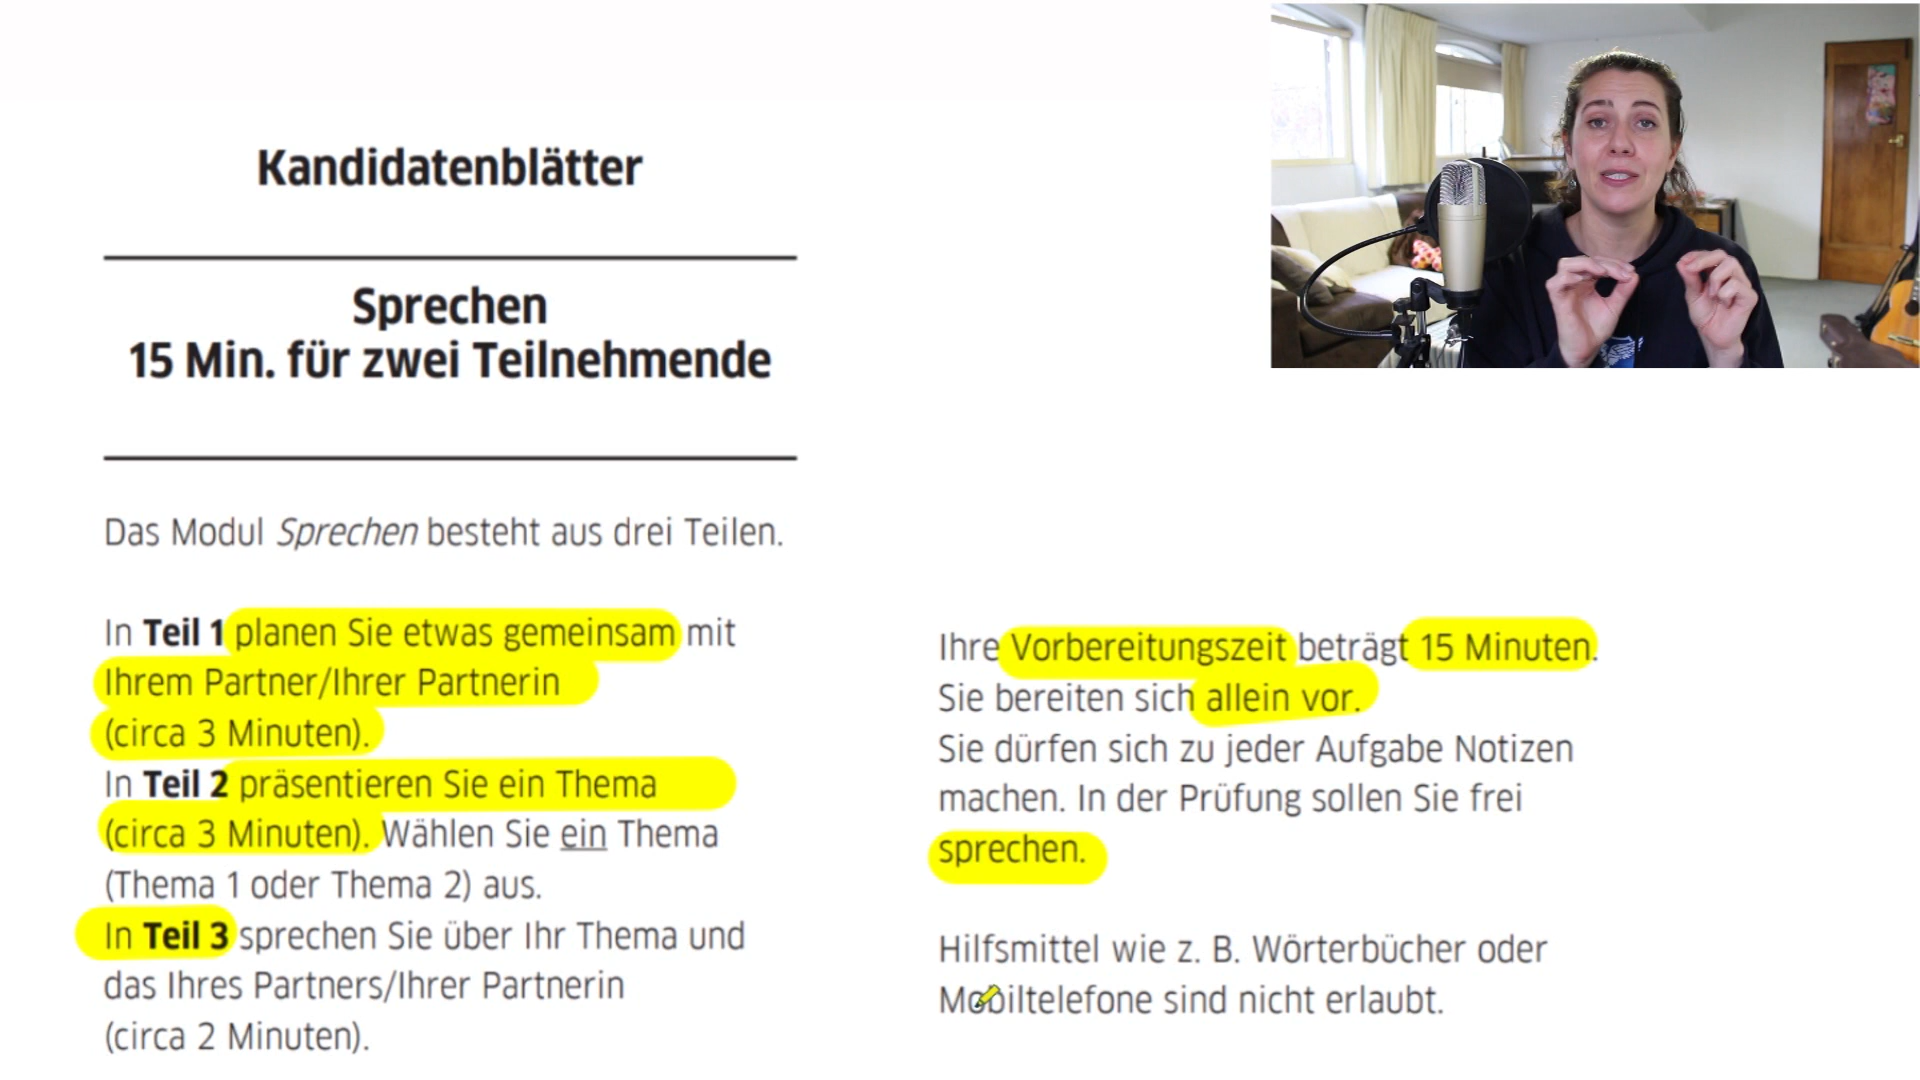 Kandidatenblätter
Sprechen
15 Min. für zwei Teilnehmende
Das Modul Sprechen besteht aus drei Teilen.
In Teil 1 planen Sie etwas gemeinsam mit
Ihrem Partner/Ihrer Partnerin
(circa 3 Minuten).
In Teil 2 präsentieren Sie ein Thema
(circa 3 Minuten). Wählen Sie ein Thema
(Thema 1 oder Thema 2) aus.
In Teil 3 sprechen Sie über Ihr Thema und
das Ihres Partners/Ihrer Partnerin
(circa 2 Minuten).
Ihre Vorbereitungszeit beträgt 15 Minuten.
Sie bereiten sich allein vor.
Sie dürfen sich zu jeder Aufgabe Notizen
machen. In der Prüfung sollen Sie frei
sprechen.
Hilfsmittel wie z. B. Wörterbücher oder
Mobiltelefone sind nicht erlaubt.